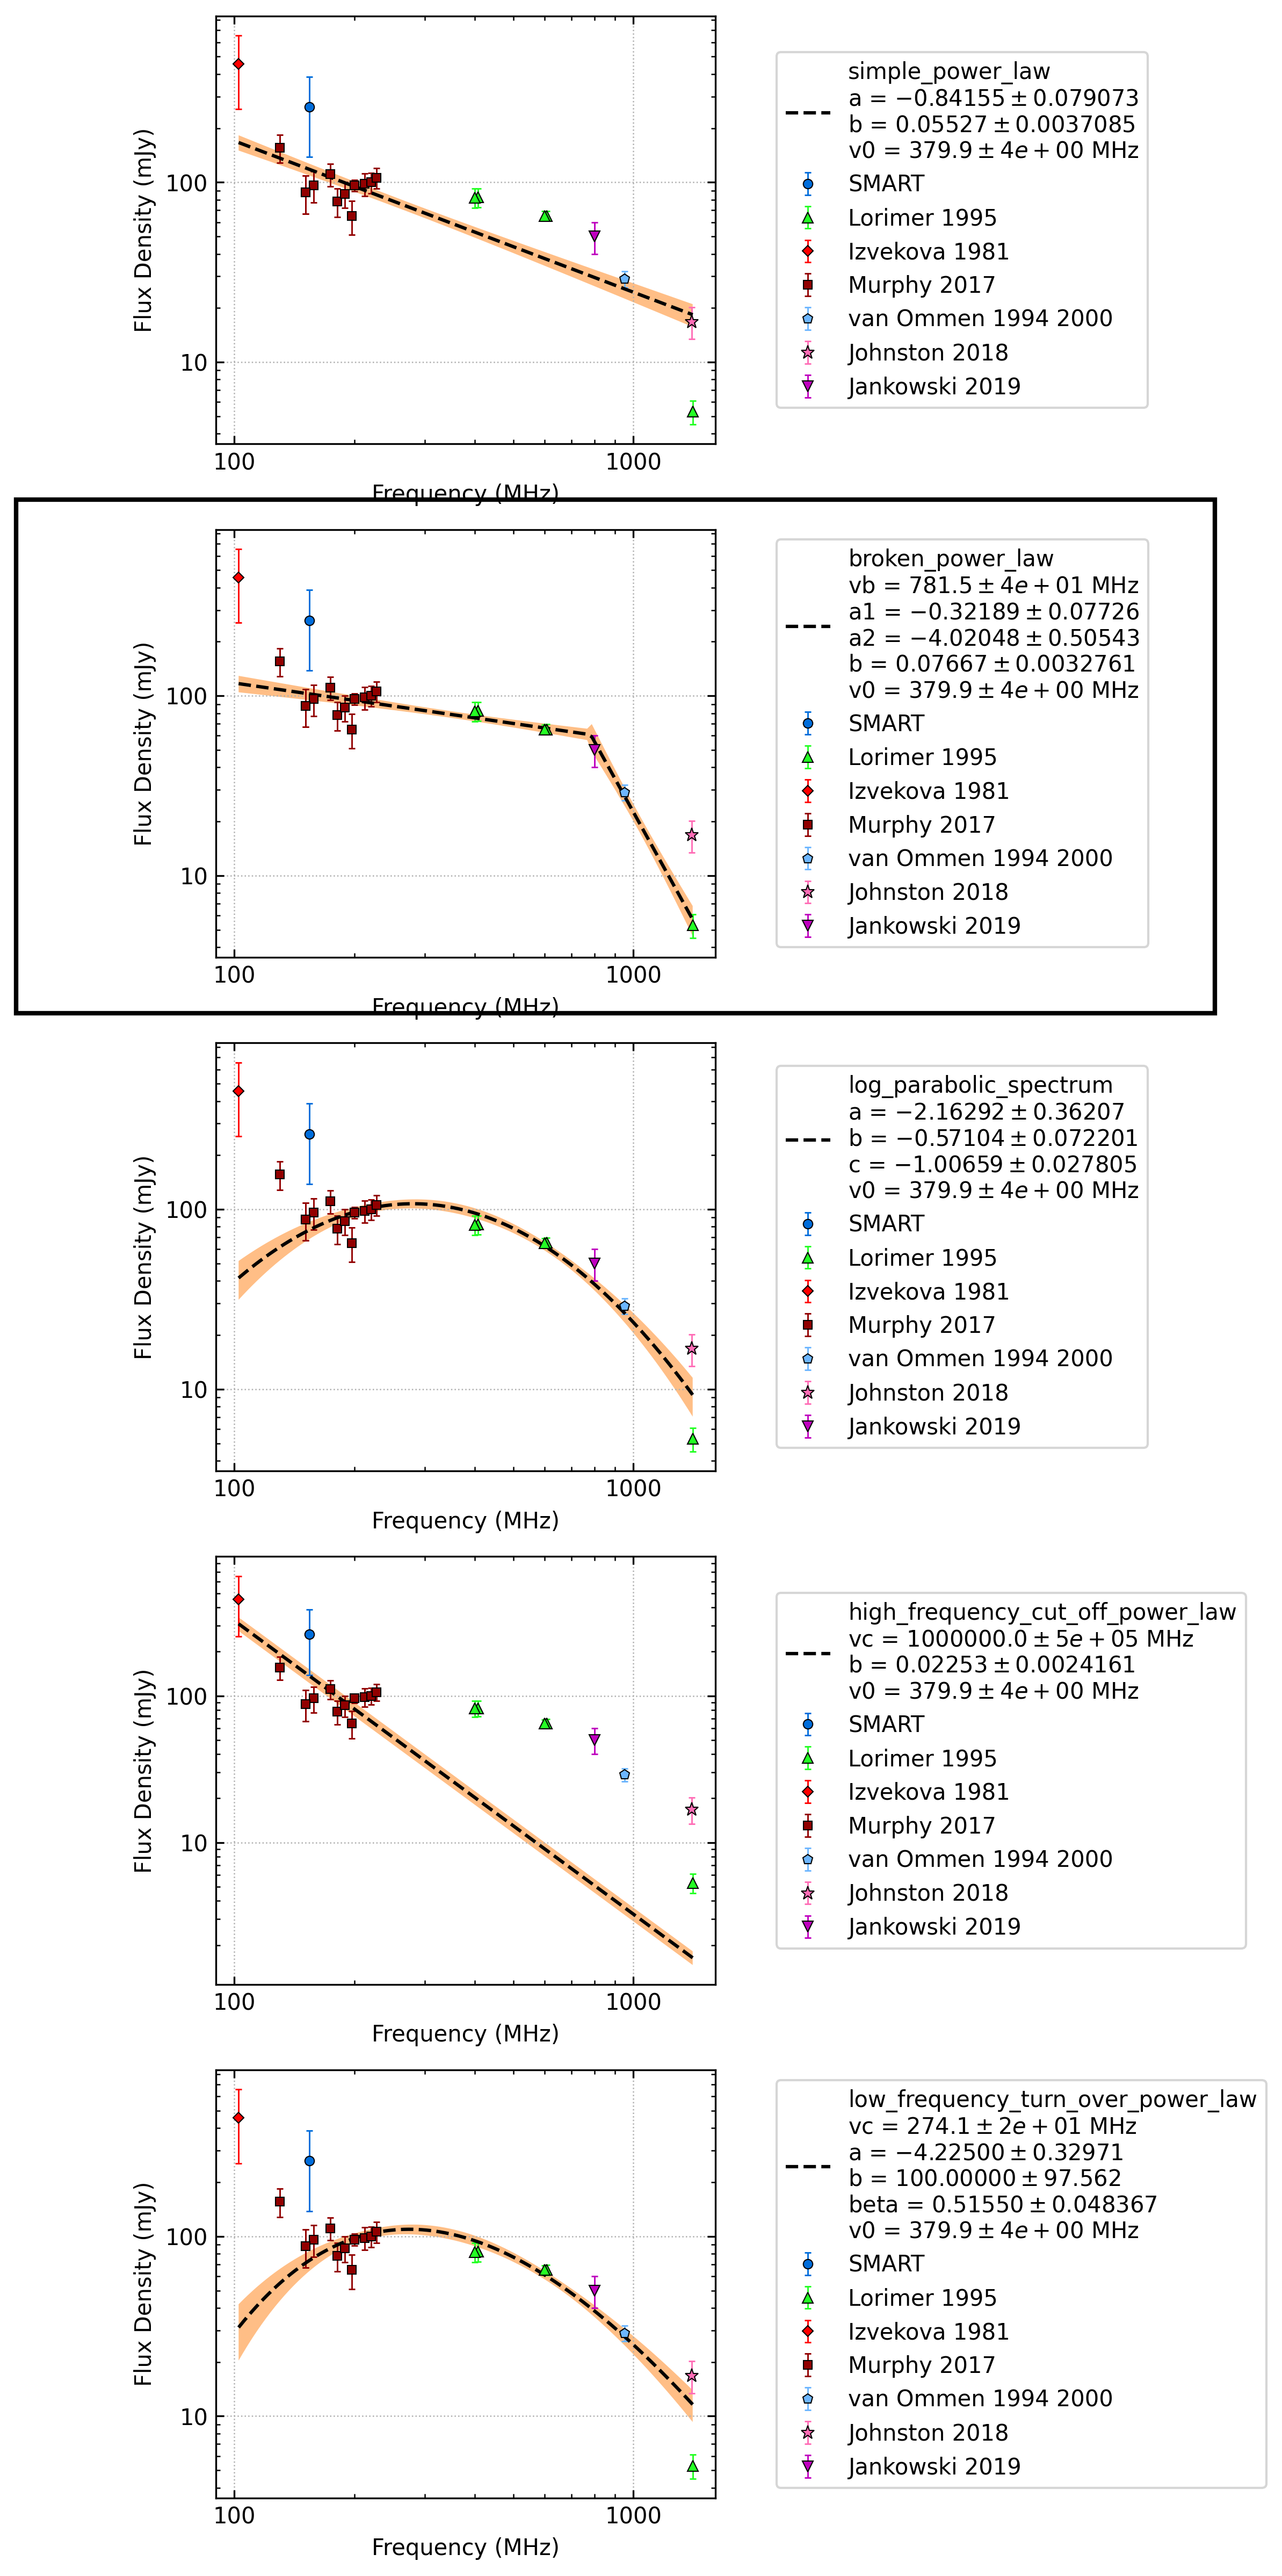 100
10
100
1000
Flux Density (mJy)
Frequency (MHz)
simple_power_law
a = −0.84155 ± 0.079073
b = 0.05527 ± 0.0037085
v0 = 379.9 ± 4e + 00 MHz
SMART
Lorimer 1995
Izvekova 1981
Murphy 2017
van Ommen 1994 2000
Johnston 2018
Jankowski 2019
100
10
100
1000
Flux Density (mJy)
Frequency (MHz)
broken_power_law
vb = 781.5 ± 4e + 01 MHz
a1 = −0.32189 ± 0.07726
a2 = −4.02048 ± 0.50543
b = 0.07667 ± 0.0032761
v0 = 379.9 ± 4e + 00 MHz
SMART
Lorimer 1995
Izvekova 1981
Murphy 2017
van Ommen 1994 2000
Johnston 2018
Jankowski 2019
100
10
100
1000
Flux Density (mJy)
Frequency (MHz)
log_parabolic_spectrum
a = −2.16292 ± 0.36207
b = −0.57104 ± 0.072201
c = −1.00659 ± 0.027805
v0 = 379.9 ± 4e + 00 MHz
SMART
Lorimer 1995
Izvekova 1981
Murphy 2017
van Ommen 1994 2000
Johnston 2018
Jankowski 2019
100
10
100
1000
Flux Density (mJy)
Frequency (MHz)
high_frequency_cut_off_power_law
vc = 1000000.0 ± 5e + 05 MHz
b = 0.02253 ± 0.0024161
v0 = 379.9 ± 4e + 00 MHz
SMART
Lorimer 1995
Izvekova 1981
Murphy 2017
van Ommen 1994 2000
Johnston 2018
Jankowski 2019
100
10
100
1000
Flux Density (mJy)
Frequency (MHz)
low_frequency_turn_over_power_law
vc = 274.1 ± 2e + 01 MHz
a = −4.22500 ± 0.32971
b = 100.00000 ± 97.562
beta = 0.51550 ± 0.048367
v0 = 379.9 ± 4e + 00 MHz
SMART
Lorimer 1995
Izvekova 1981
Murphy 2017
van Ommen 1994 2000
Johnston 2018
Jankowski 2019